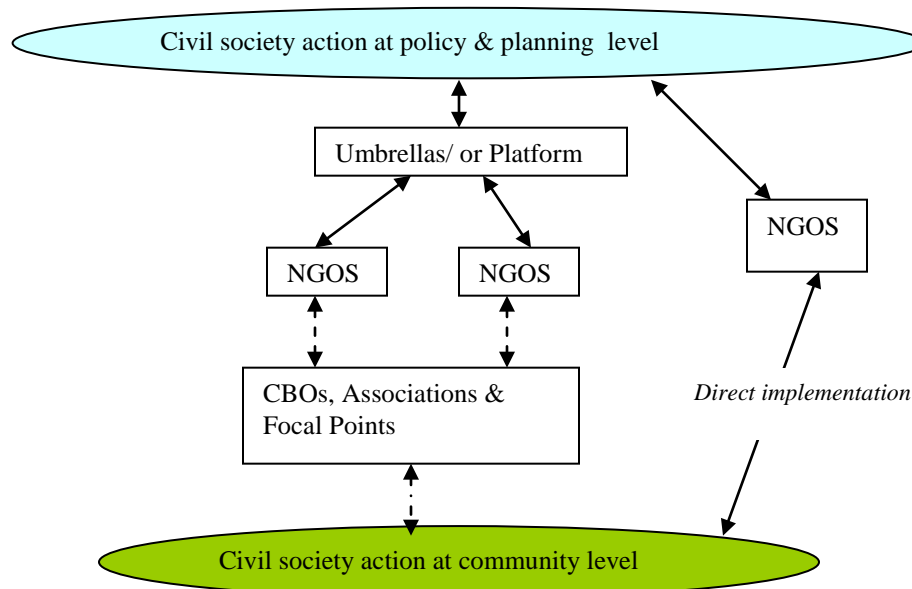 Civil society action at policy & planning level
Umbrellas/ or Platform
NGOS
NGOS
NGOS
CBOs, Associations &
Focal Points
Direct implementation
Civil society action at community level